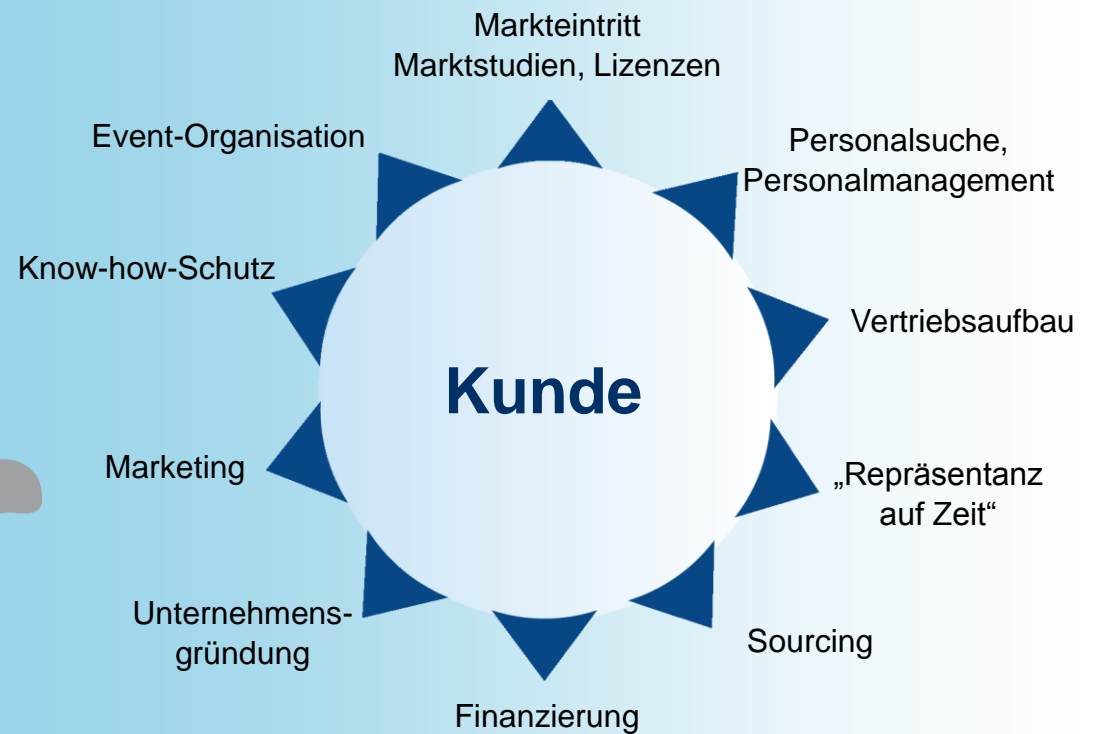 Markteintritt
Marktstudien, Lizenzen
Personalsuche,
Personalmanagement
Vertriebsaufbau
„Repräsentanz
auf Zeit“
Sourcing
Finanzierung
Unternehmens-
gründung
Marketing
Know-how-Schutz
Event-Organisation
Kunde